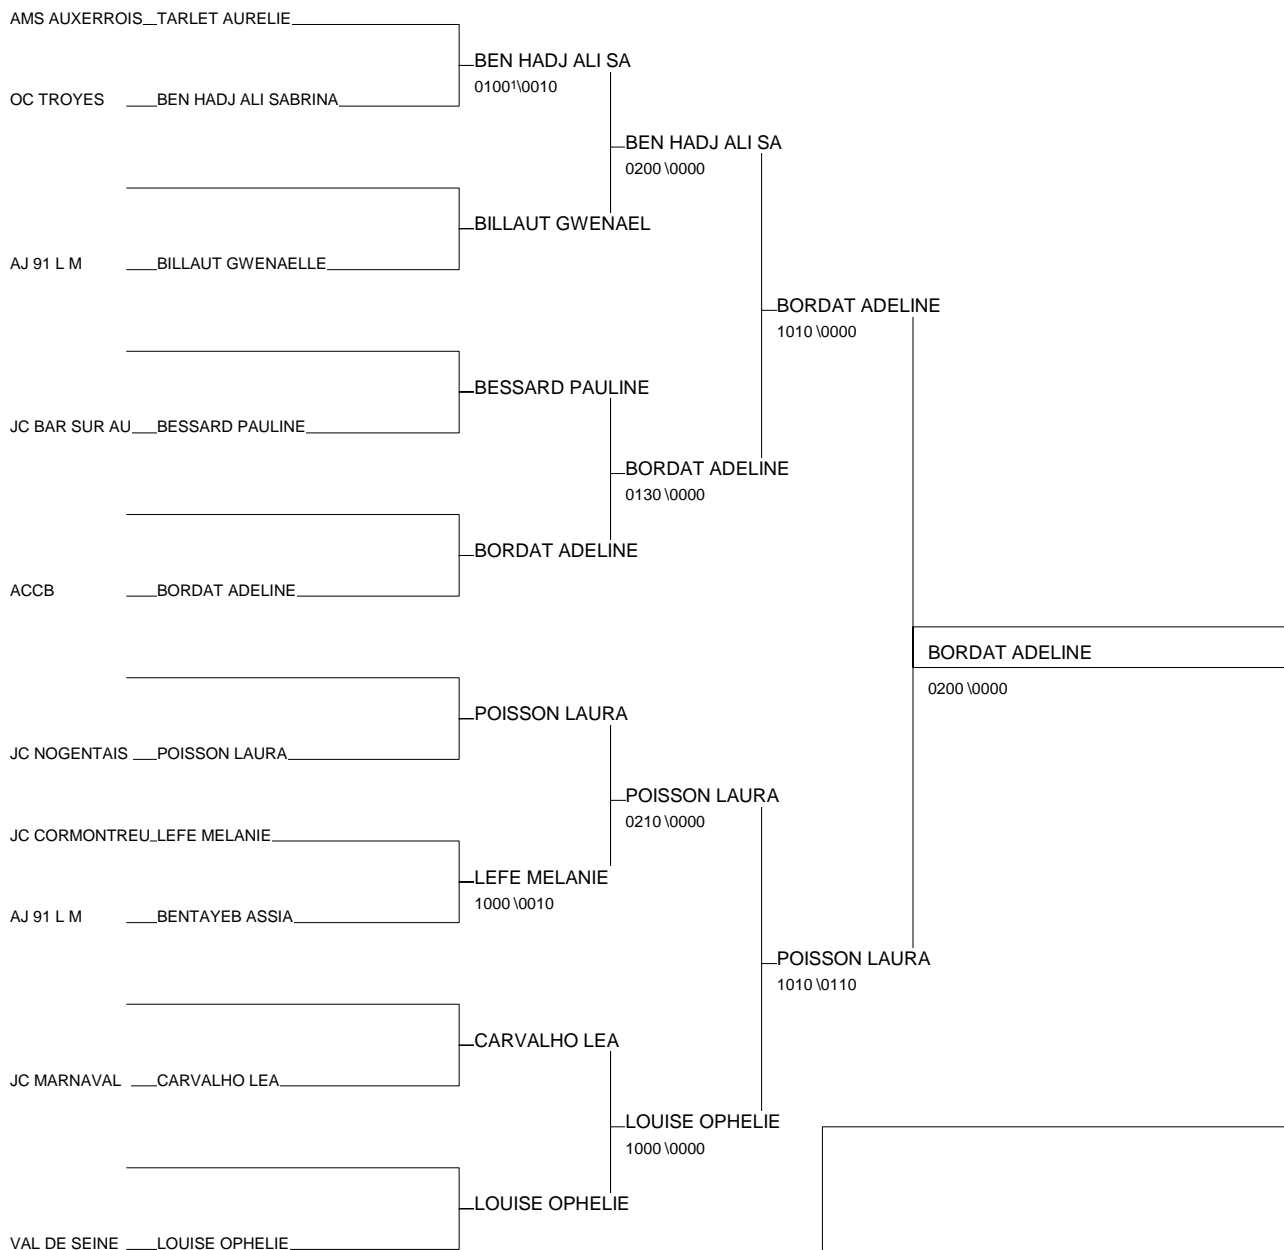 AMS AUXERROIS TARLET AURELIE
BEN HADJ ALI SA
0100¹\0010
OC TROYES BEN HADJ ALI SABRINA
BEN HADJ ALI SA
0200 \0000
BILLAUT GWENAEL
AJ 91 L M BILLAUT GWENAELLE
BORDAT ADELINE
1010 \0000
BESSARD PAULINE
JC BAR SUR AU BESSARD PAULINE
BORDAT ADELINE
0130 \0000
BORDAT ADELINE
ACCB BORDAT ADELINE
BORDAT ADELINE
0200 \0000
POISSON LAURA
JC NOGENTAIS POISSON LAURA
POISSON LAURA
0210 \0000
JC CORMONTREU LEFE MELANIE
LEFE MELANIE
1000 \0010
AJ 91 L M BENTAYEB ASSIA
POISSON LAURA
1010 \0110
CARVALHO LEA
JC MARNAVAL CARVALHO LEA
LOUISE OPHELIE
1000 \0000
LOUISE OPHELIE
VAL DE SEINE LOUISE OPHELIE